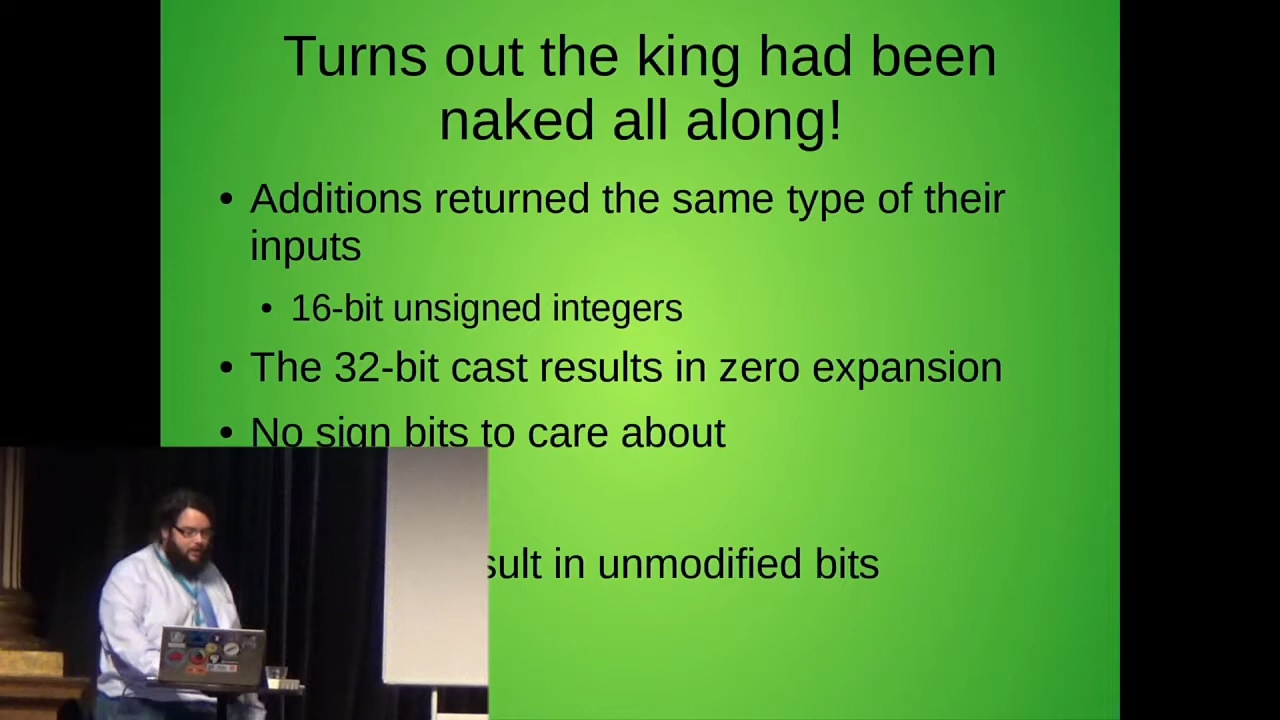 Turns out the king had been
naked all along!
• Additions returned the same type of their
inputs
• 16-bit unsigned integers
• The 32-bit cast results in zero expansion
• No sign bits to care about
in unmodified bits